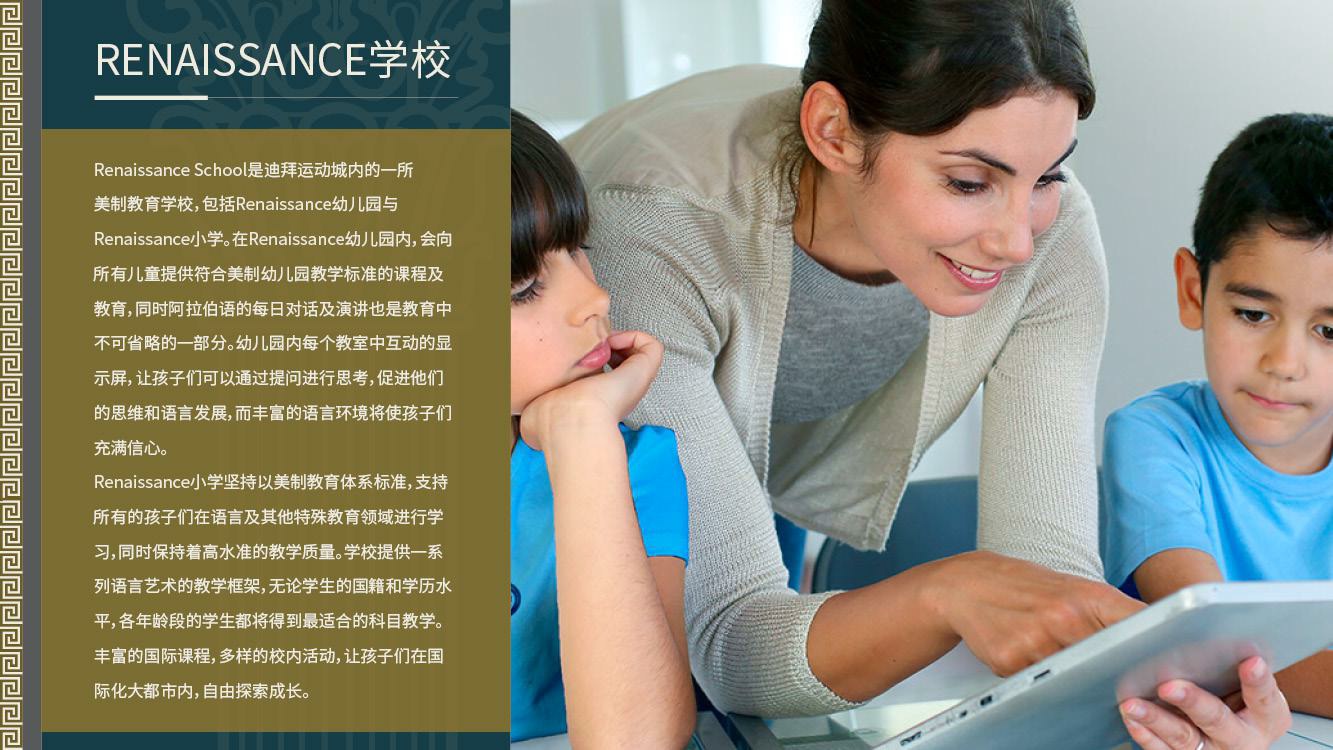 RENAISSANCE学校
Renaissance School是迪拜运动城内的一所
美制教育学校，包括Renaissance幼儿园与
Renaissance小学。在Renaissance幼儿园内，会向
所有儿童提供符合美制幼儿园教学标准的课程及
教育，同时阿拉伯语的每日对话及演讲也是教育中
不可省略的一部分。幼儿园内每个教室中互动的显
示屏，让孩子们可以通过提问进行思考，促进他们
的思维和语言发展，而丰富的语言环境将使孩子们
充满信心。
Renaissance小学坚持以美制教育体系标准，支持
所有的孩子们在语言及其他特殊教育领域进行学
习，同时保持着高水准的教学质量。学校提供一系
列语言艺术的教学框架，无论学生的国籍和学历水
平，各年龄段的学生都将得到最适合的科目教学。
丰富的国际课程，多样的校内活动，让孩子们在国
际化大都市内，自由探索成长。